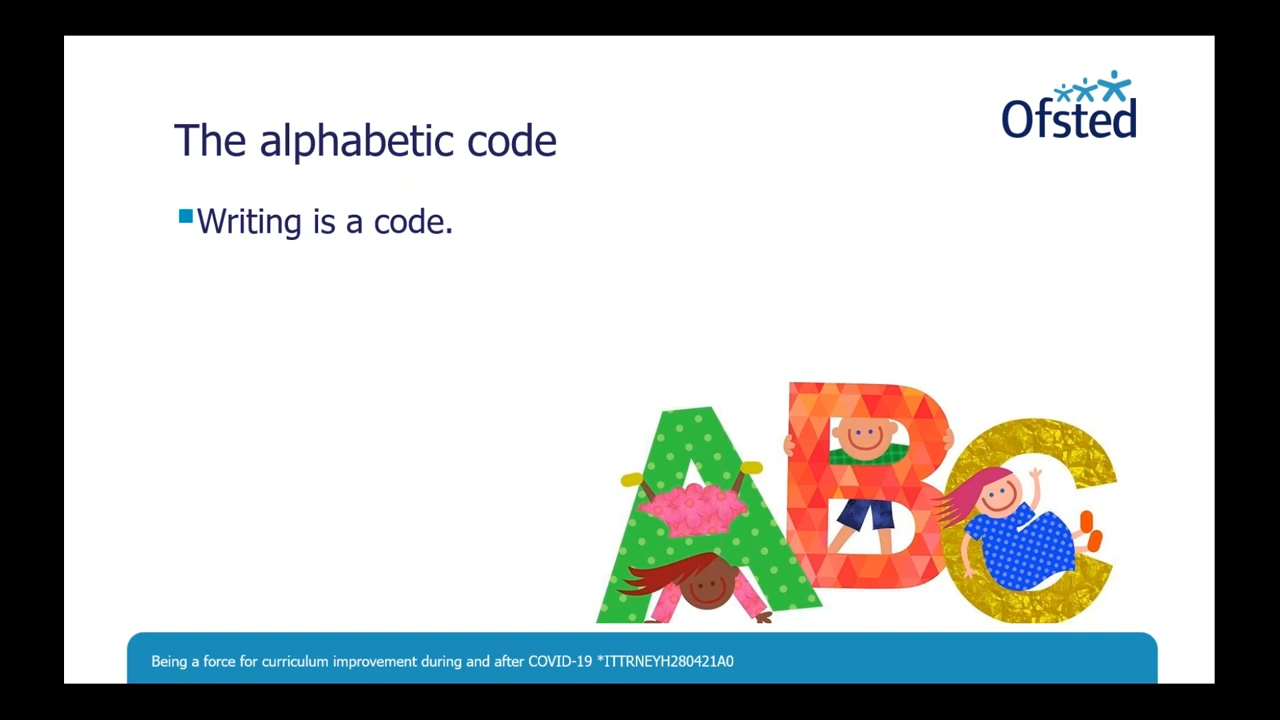 Ofsted
The alphabetic code
Writing is a code.
ABC
Being a force for curriculum improvement during and after COVID-19 *ITTRNEYH280421A0